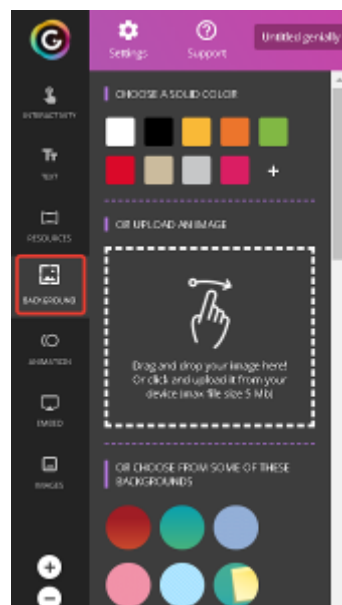 Settings
Support
Untitled genially
INTERACTIVITY
TEXT
RESOURCES
BACKGROUND
ANIMATION
EMBED
IMAGES
CHOOSE A SOLID COLOR
+
OR UPLOAD AN IMAGE
Drag and drop your image here!
Or click and upload it from your
device (max file size 5 Mb)
OR CHOOSE FROM SOME OF THESE
BACKGROUNDS